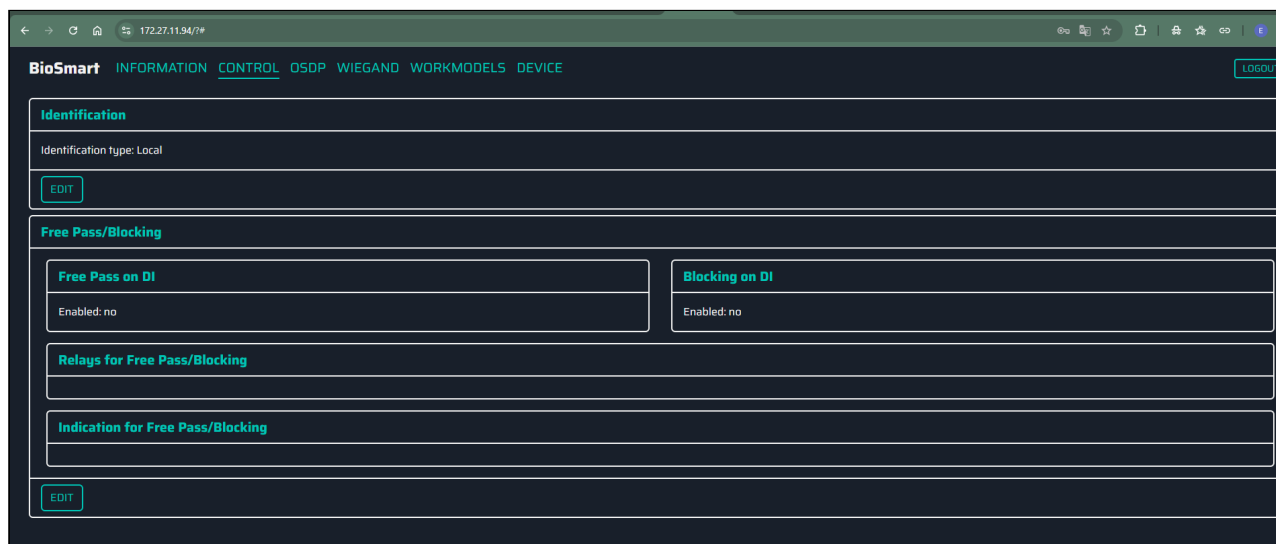 172.27.11.94/?#
E
BioSmart INFORMATION CONTROL OSDP WIEGAND WORKMODELS DEVICE LOGOUT
Identification
Identification type: Local
EDIT
Free Pass/Blocking
Free Pass on DI Blocking on DI
Enabled: no Enabled: no
Relays for Free Pass/Blocking
Indication for Free Pass/Blocking
EDIT